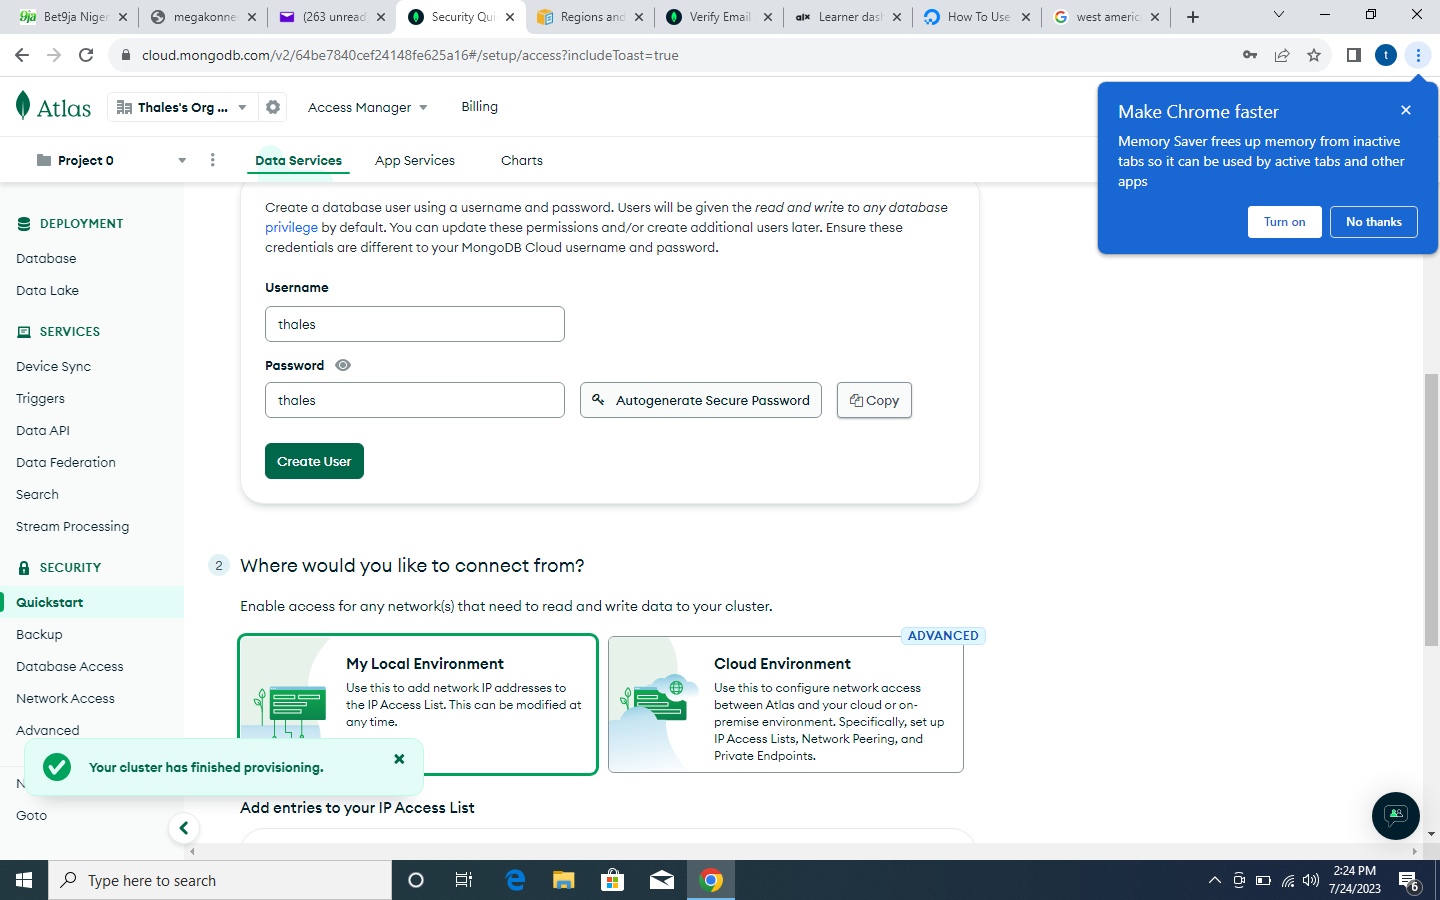 Bet9ja Niger
megakonne
(263 unread
Security Qui
Regions and
Verify Email
Learner das
How To Use
west americ
cloud.mongodb.com/v2/64be7840cef24148fe625a16#/setup/access?includeToast=true
t
Atlas
Thales's Org ...
Access Manager
Billing
Make Chrome faster
Memory Saver frees up memory from inactive
tabs so it can be used by active tabs and other
apps
Turn on
No thanks
Project 0
Data Services
App Services
Charts
DEPLOYMENT
Database
Data Lake
SERVICES
Device Sync
Triggers
Data API
Data Federation
Search
Stream Processing
SECURITY
Quickstart
Backup
Database Access
Network Access
Advanced
N
Goto
Create a database user using a username and password. Users will be given the read and write to any database
privilege by default. You can update these permissions and/or create additional users later. Ensure these
credentials are different to your MongoDB Cloud username and password.
Username
thales
Password
thales
Autogenerate Secure Password
Copy
Create User
2
Where would you like to connect from?
Enable access for any network(s) that need to read and write data to your cluster.
My Local Environment
Use this to add network IP addresses to
the IP Access List. This can be modified at
any time.
ADVANCED
Cloud Environment
Use this to configure network access
between Atlas and your cloud or on-
premise environment. Specifically, set up
IP Access Lists, Network Peering, and
Private Endpoints.
Your cluster has finished provisioning.
Add entries to your IP Access List
Type here to search
2:24 PM
7/24/2023
6